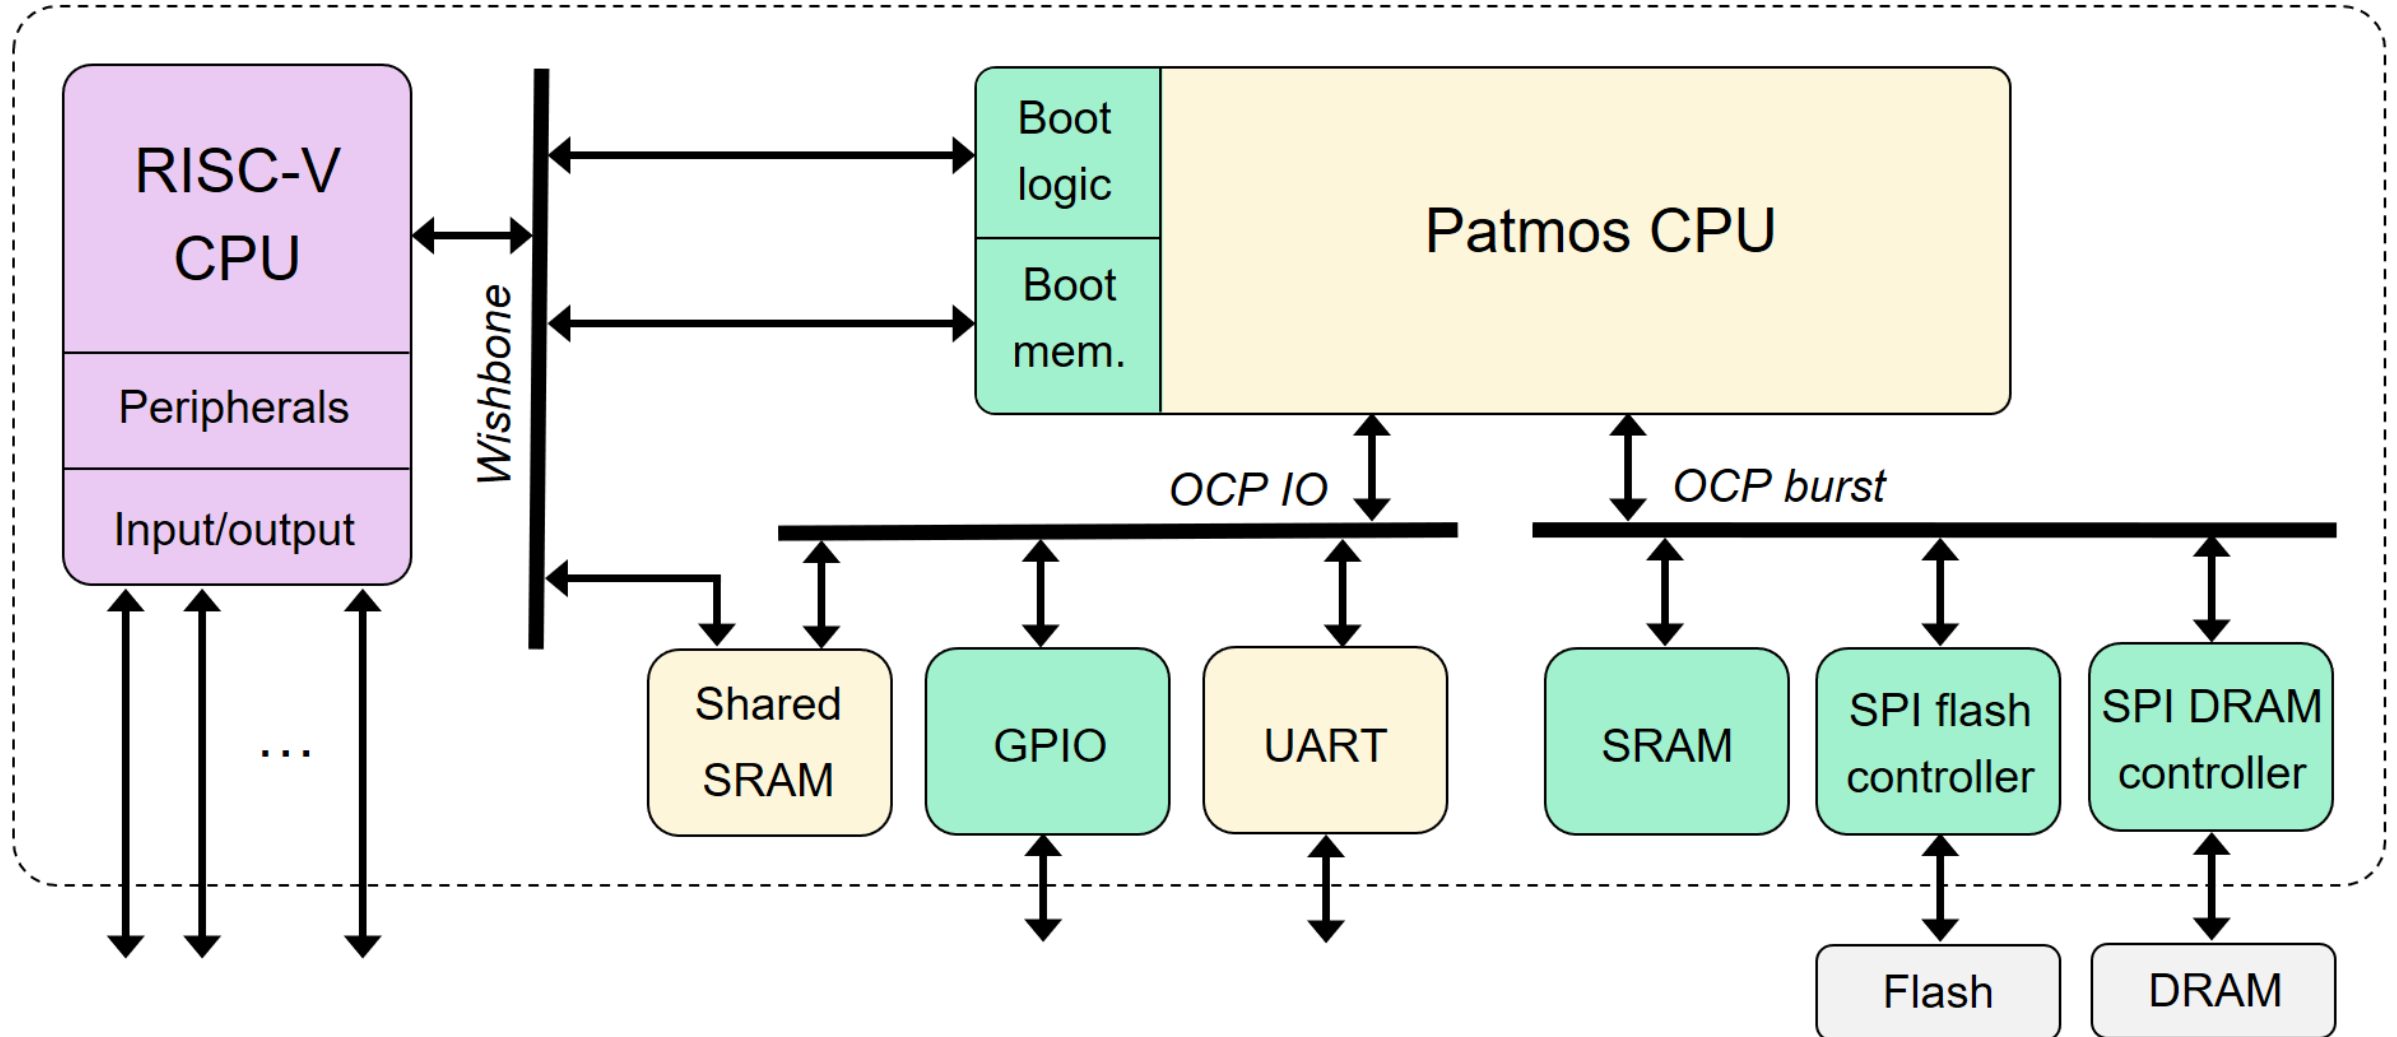 RISC-V
CPU
Peripherals
Input/output
Wishbone
Boot
logic
Boot
mem.
Patmos CPU
OCP IO
OCP burst
Shared
SRAM
GPIO
UART
SRAM
SPI flash
controller
SPI DRAM
controller
...
Flash
DRAM